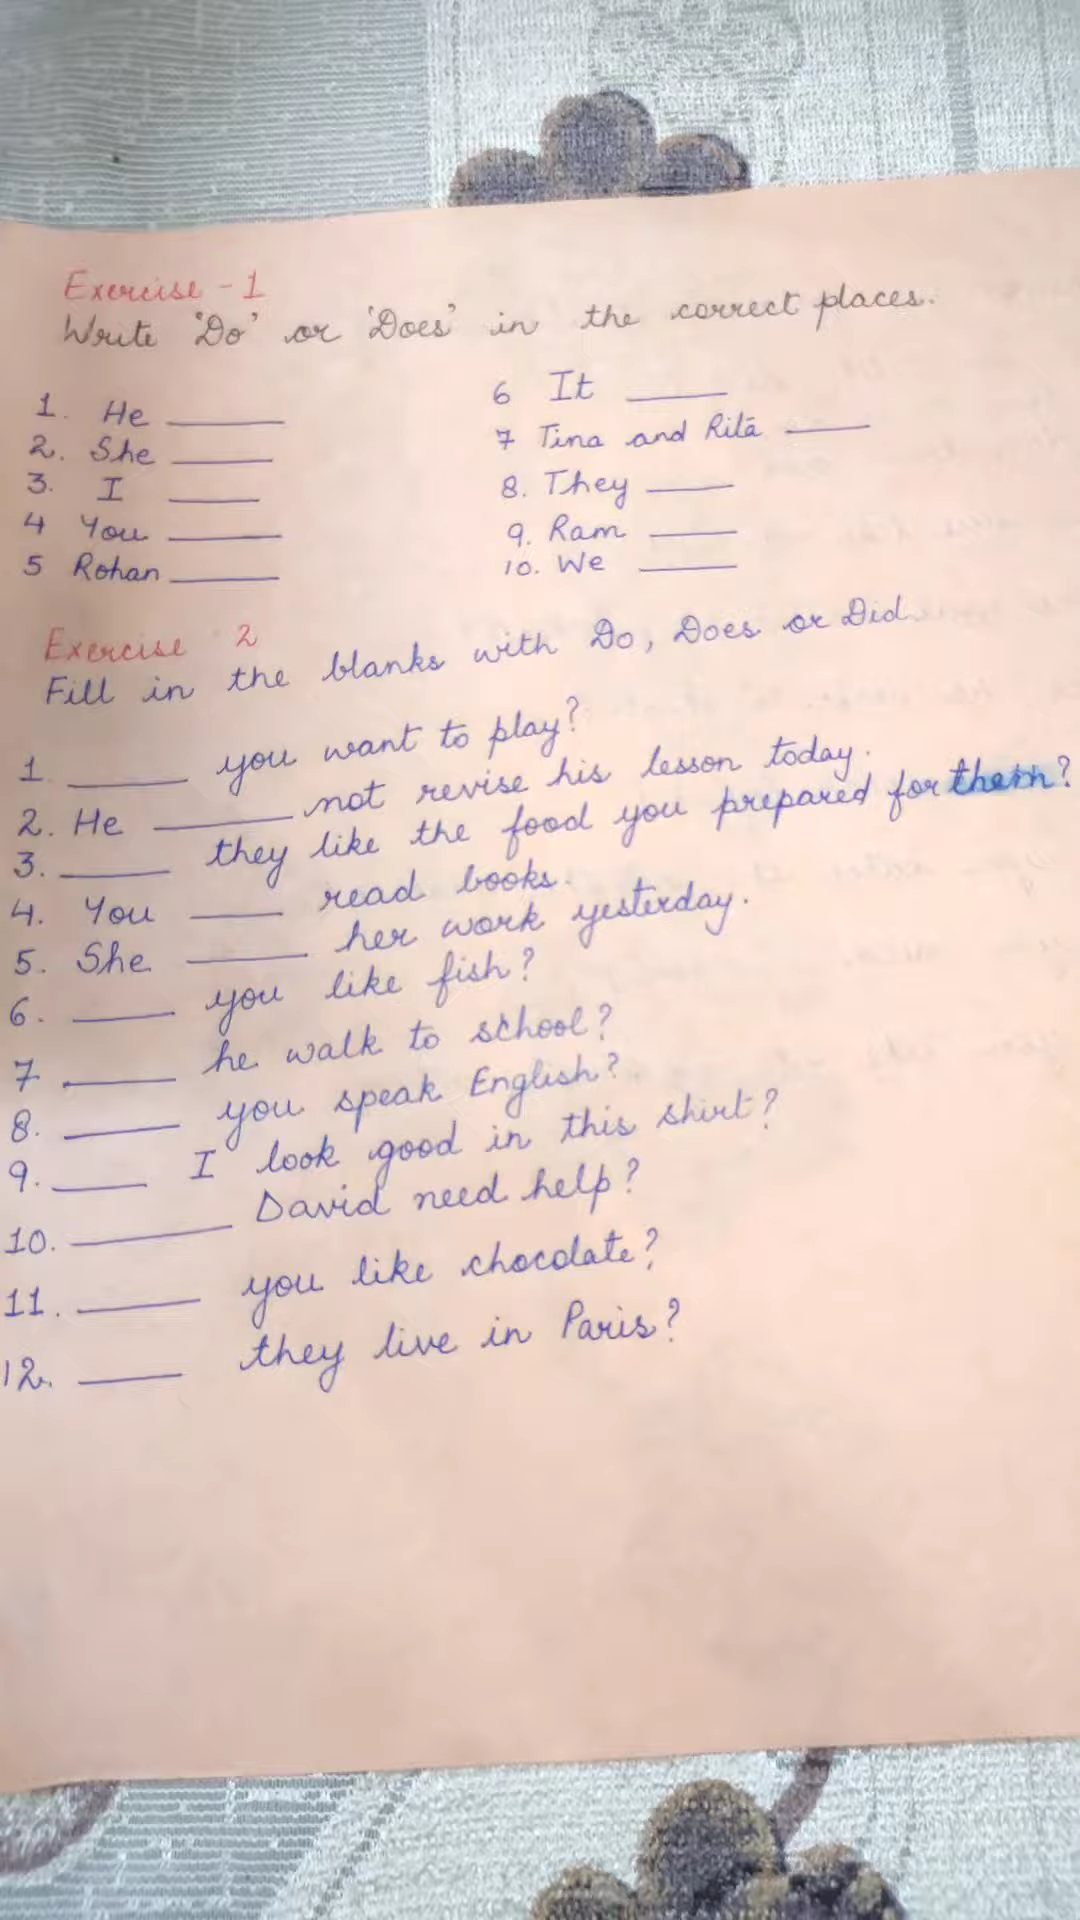 Exercise - 1
Write 'Do' or 'Does' in the correct places.
1. He ______
2. She ______
3. I ______
4 You ______
5 Rohan ______
6 It ______
7 Tina and Rita ______
8. They ______
9. Ram ______
10. We ______
Exercise 2
Fill in the blanks with Do, Does or Did
1. ______ you want to play?
2. He ______ not revise his lesson today.
3. ______ they like the food you prepared for them?
4. You ______ read books.
5. She ______ her work yesterday.
6. ______ you like fish?
7 ______ he walk to school?
8. ______ you speak English?
9. ______ I look good in this shirt?
10. ______ David need help?
11. ______ you like chocolate?
12. ______ they live in Paris?